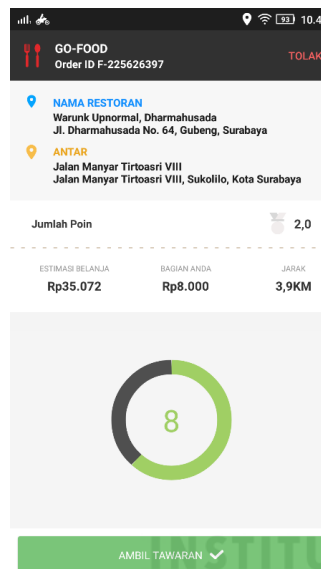 93 10.4
GO-FOOD
Order ID F-225626397
TOLAK
NAMA RESTORAN
Warunk Upnormal, Dharmahusada
Jl. Dharmahusada No. 64, Gubeng, Surabaya
ANTAR
Jalan Manyar Tirtoasri VIII
Jalan Manyar Tirtoasri VIII, Sukolilo, Kota Surabaya
Jumlah Poin
2,0
ESTIMASI BELANJA
BAGIAN ANDA
JARAK
Rp35.072
Rp8.000
3,9KM
8
AMBIL TAWARAN
INSTITU